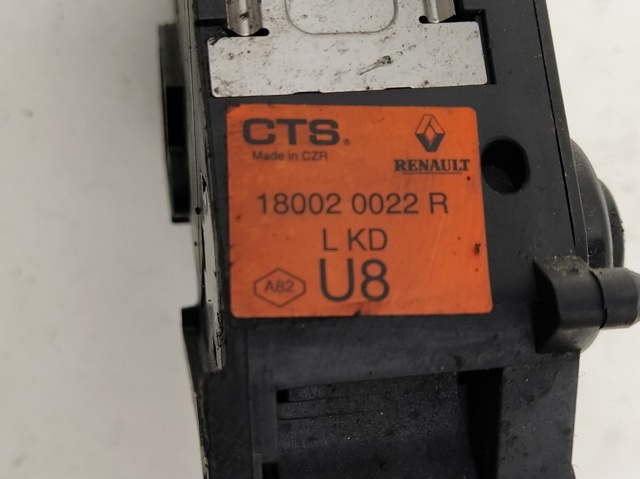 CTS®
Made in CZR
RENAULT
18002 0022 R
L KD
A82
U8